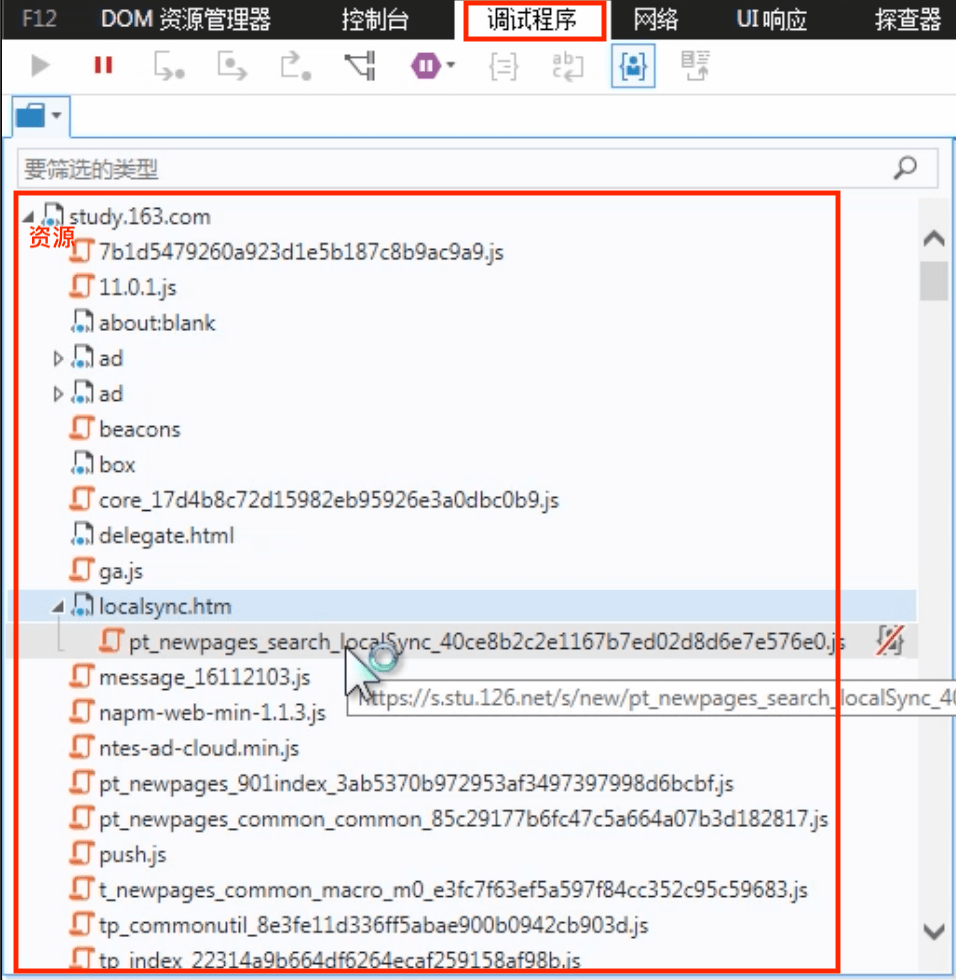 F12 DOM 资源管理器 控制台 调试程序 网络 UI 响应 探查器
要筛选的类型
study.163.com
资源
7b1d5479260a923d1e5b187c8b9ac9a9.js
11.0.1.js
about:blank
ad
ad
beacons
box
core_17d4b8c72d15982eb95926e3a0dbc0b9.js
delegate.html
ga.js
localsync.htm
pt_newpages_search_localSync_40ce8b2c2e1167b7ed02d8d6e7e576e0.js
message_16112103.js
https://s.stu.126.net/s/new/pt_newpages_search_localSync_40
napm-web-min-1.1.3.js
ntes-ad-cloud.min.js
pt_newpages_901index_3ab5370b972953af3497397998d6bcbf.js
pt_newpages_common_common_85c29177b6fc47c5a664a07b3d182817.js
push.js
t_newpages_common_macro_m0_e3fc7f63ef5a597f84cc352c95c59683.js
tp_commonutil_8e3fe11d336ff5abae900b0942cb903d.js
tp_index_22314a9b664df6264ecaf259158af98b.js